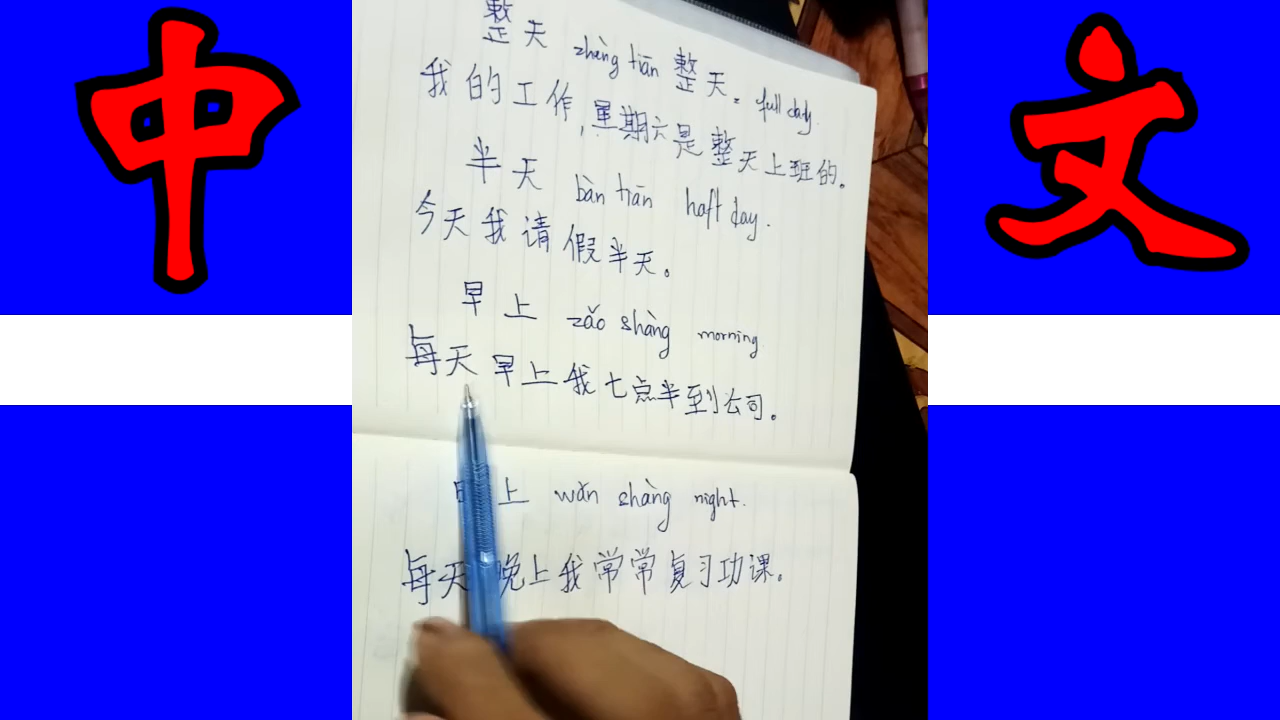 中 文
整天 zhèng tiān 整天。full day.
我的工作,星期六是整天上班的。
半天 bàn tiān haft day.
今天我请假半天。
早上 zǎo shàng morning
每天早上我七点半到公司。
上 wǎn shàng night.
每天晚上我常常复习功课。